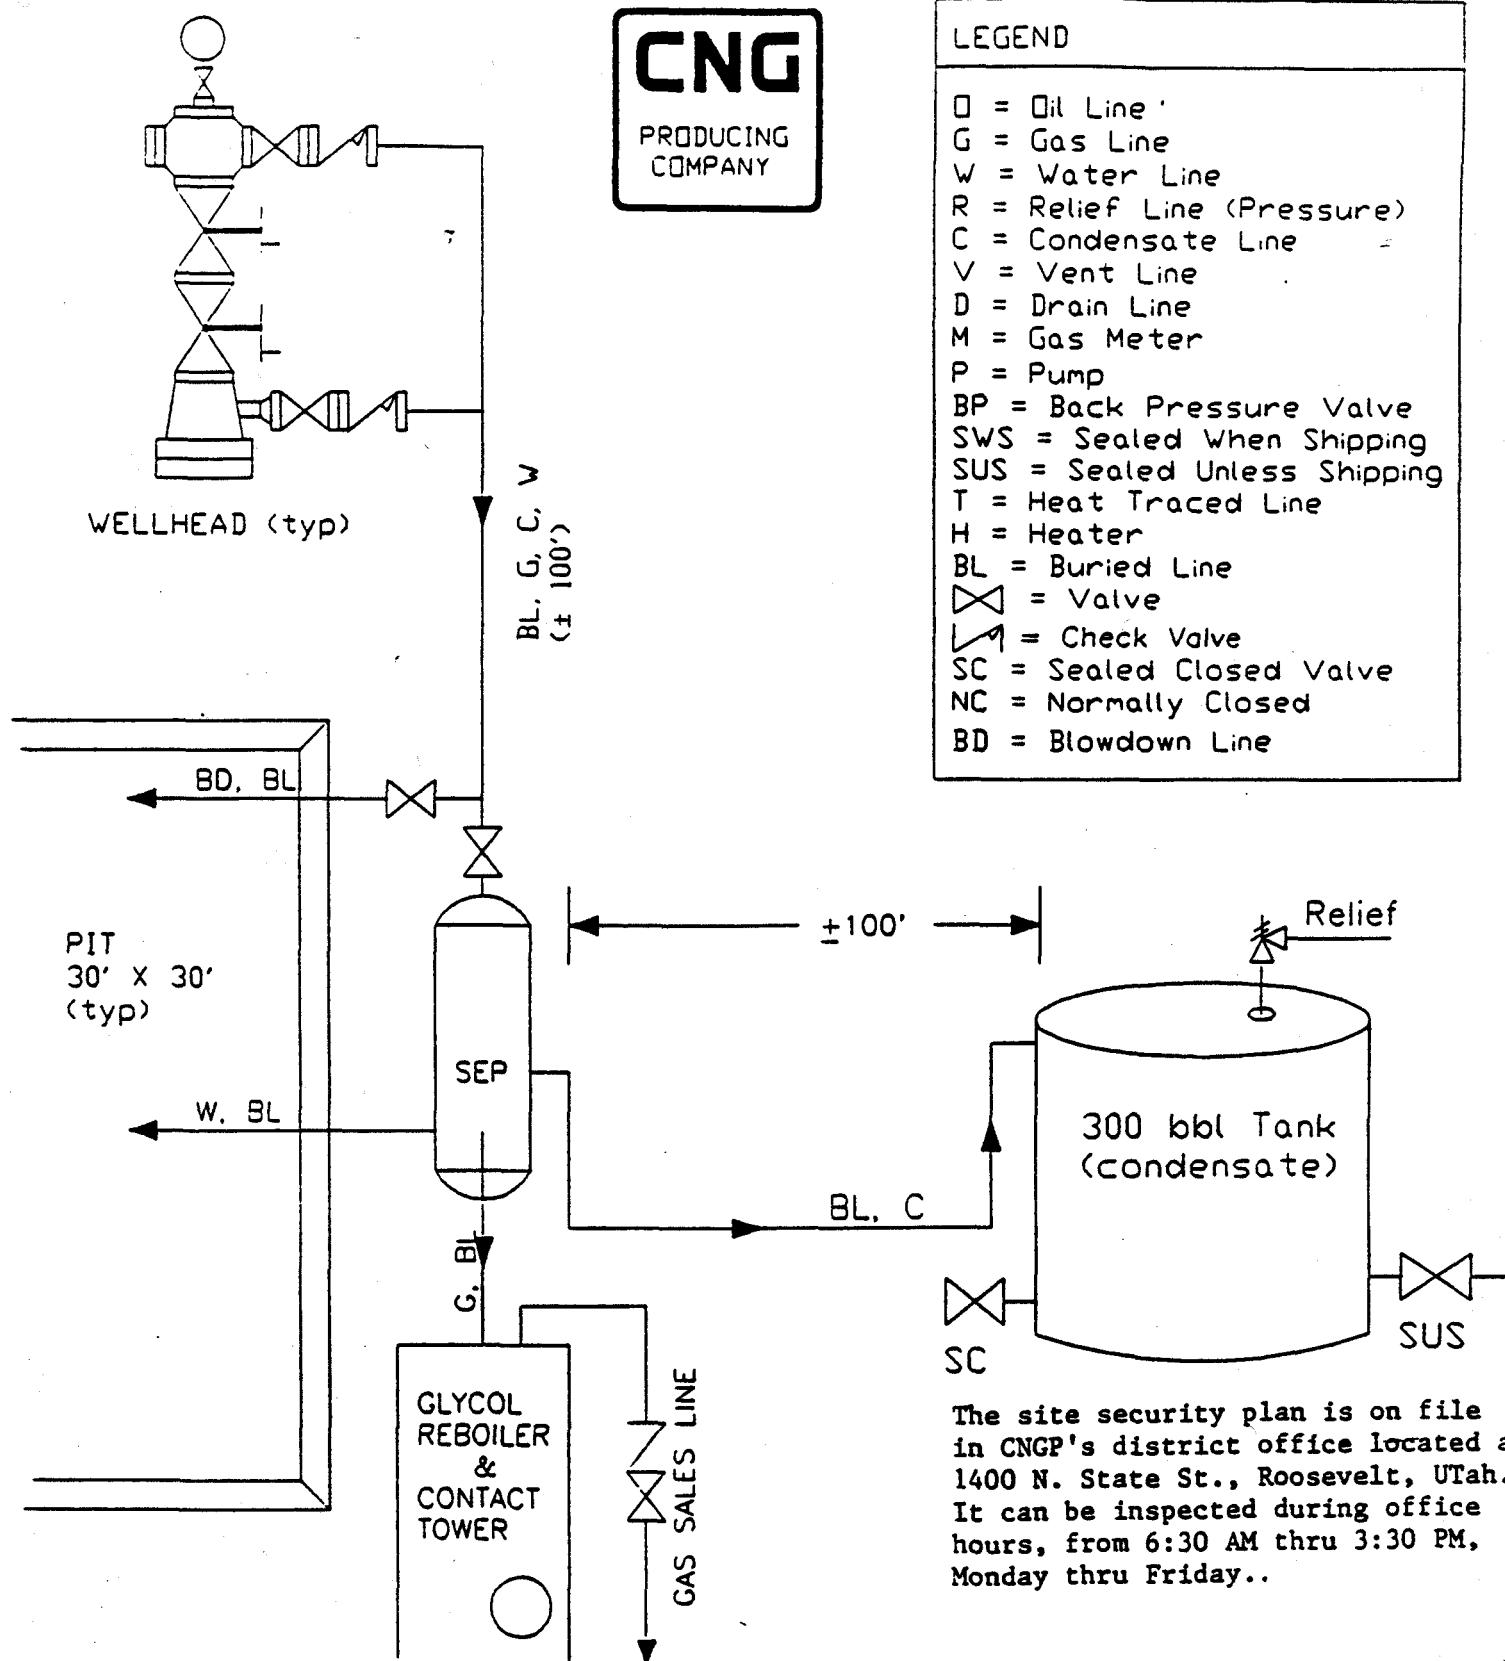 CNG
PRODUCING
COMPANY
LEGEND
O = Oil Line
G = Gas Line
W = Water Line
R = Relief Line (Pressure)
C = Condensate Line
V = Vent Line
D = Drain Line
M = Gas Meter
P = Pump
BP = Back Pressure Valve
SWS = Sealed When Shipping
SUS = Sealed Unless Shipping
T = Heat Traced Line
H = Heater
BL = Buried Line
= Valve
= Check Valve
SC = Sealed Closed Valve
NC = Normally Closed
BD = Blowdown Line
WELLHEAD (typ)
BL, G, C, W
(± 100')
BD, BL
PIT
30' X 30'
(typ)
±100'
Relief
SEP
W, BL
300 bbl Tank
(condensate)
BL, C
G, BL
SC
SUS
GLYCOL
REBOILER
&
CONTACT
TOWER
GAS SALES LINE
The site security plan is on file
in CNGP's district office located a
1400 N. State St., Roosevelt, UTah.
It can be inspected during office
hours, from 6:30 AM thru 3:30 PM,
Monday thru Friday..